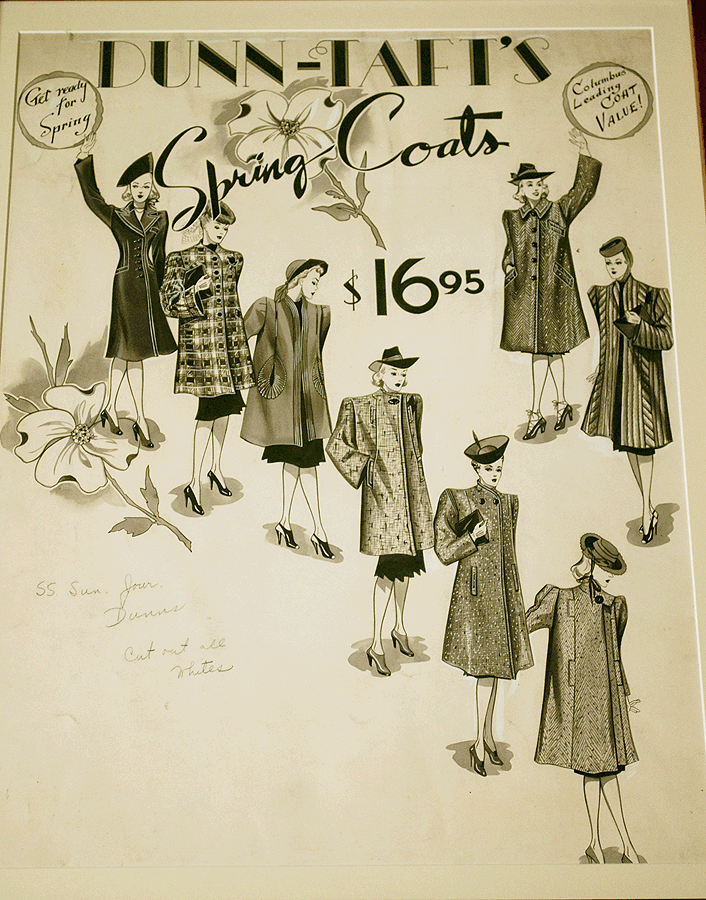 DUNN-TAFT'S
Get ready
for
Spring
Columbus'
Leading
COAT
VALUE!
Spring Coats
$16.95
55 Sun. Jour.
Dunns
Cut out all
Whites